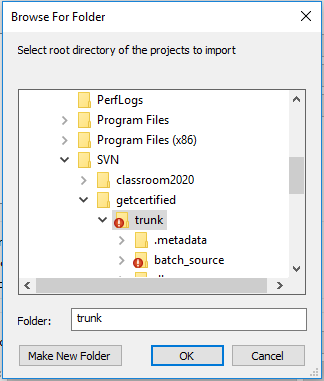 Browse For Folder
Select root directory of the projects to import
PerfLogs
Program Files
Program Files (x86)
SVN
classroom2020
getcertified
trunk
.metadata
batch_source
Folder: trunk
Make New Folder OK Cancel